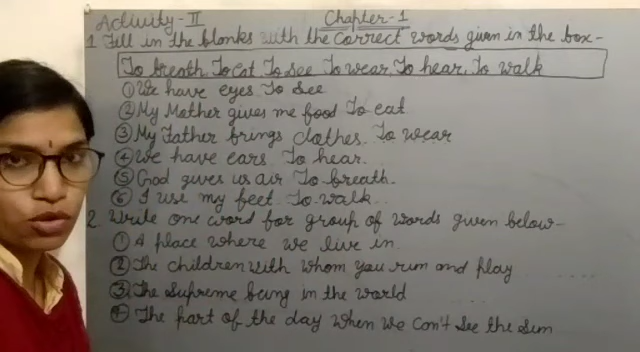 Activity-II Chapter-1
1. Fill in the blanks with the correct words given in the box-
To breath, To eat, To see, To wear, To hear, To walk
① We have eyes To see
② My Mother gives me food To eat
③ My Father brings clothes To wear
④ We have ears To hear.
⑤ God gives us air To breath.
⑥ I use my feet To walk...
2. Write one word for group of words given below-
① A place where we live in.
② The children with whom you run and play ......
③ The Supreme being in the world ....
④ The part of the day when we can't see the sun